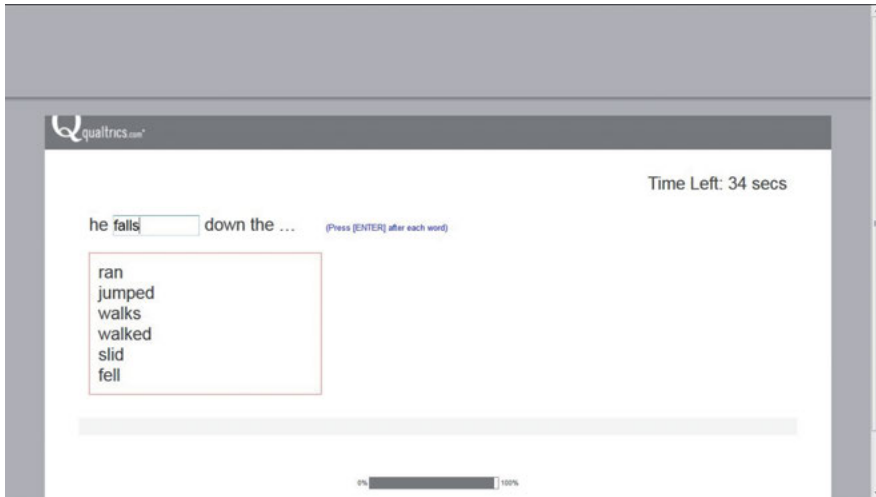 qualtrics.com
Time Left: 34 secs
he falls down the ... (Press [ENTER] after each word)
ran
jumped
walks
walked
slid
fell
0% 100%